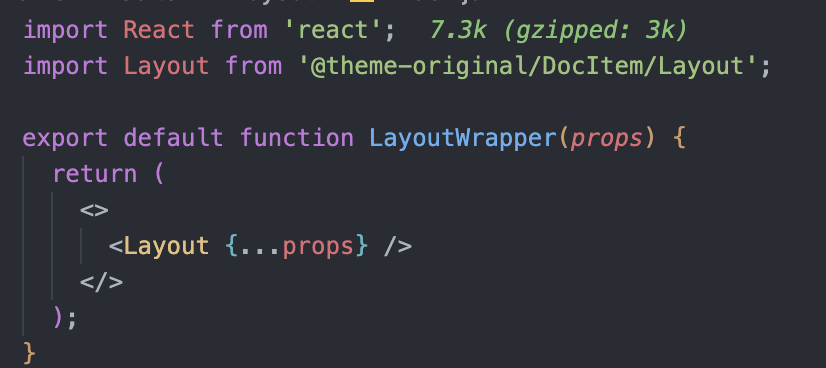 import React from 'react';  7.3k (gzipped: 3k)
import Layout from '@theme-original/DocItem/Layout';

export default function LayoutWrapper(props) {
  return (
    <>
      <Layout {...props} />
    </>
  );
}